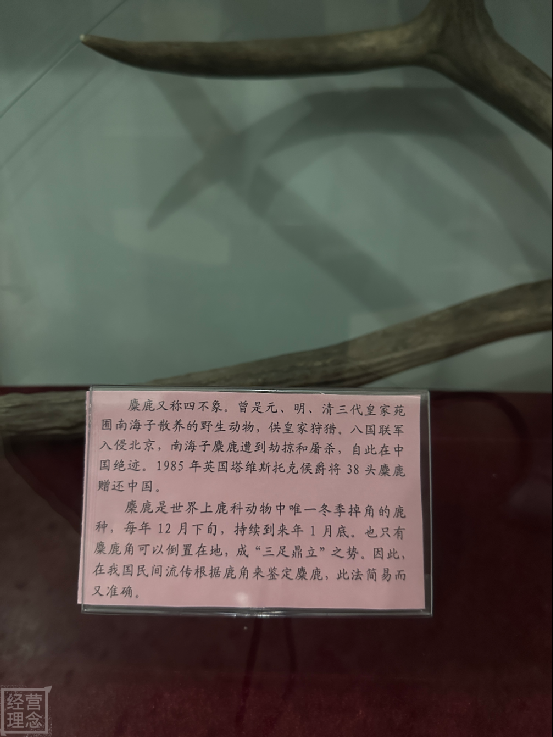 麋鹿又称四不象，曾是元、明、清三代皇家苑
囿南海子散养的野生动物，供皇家狩猎。八国联军
入侵北京，南海子麋鹿遭到劫掠和屠杀，自此在中
国绝迹。1985 年英国塔维斯托克侯爵将 38 头麋鹿
赠还中国。
麋鹿是世界上鹿科动物中唯一冬季掉角的鹿
种，每年 12 月下旬，持续到来年 1 月底。也只有
麋鹿角可以倒置在地，成“三足鼎立”之势。因此，
在我国民间流传根据鹿角来鉴定麋鹿，此法简易而
又准确。
经营
理念